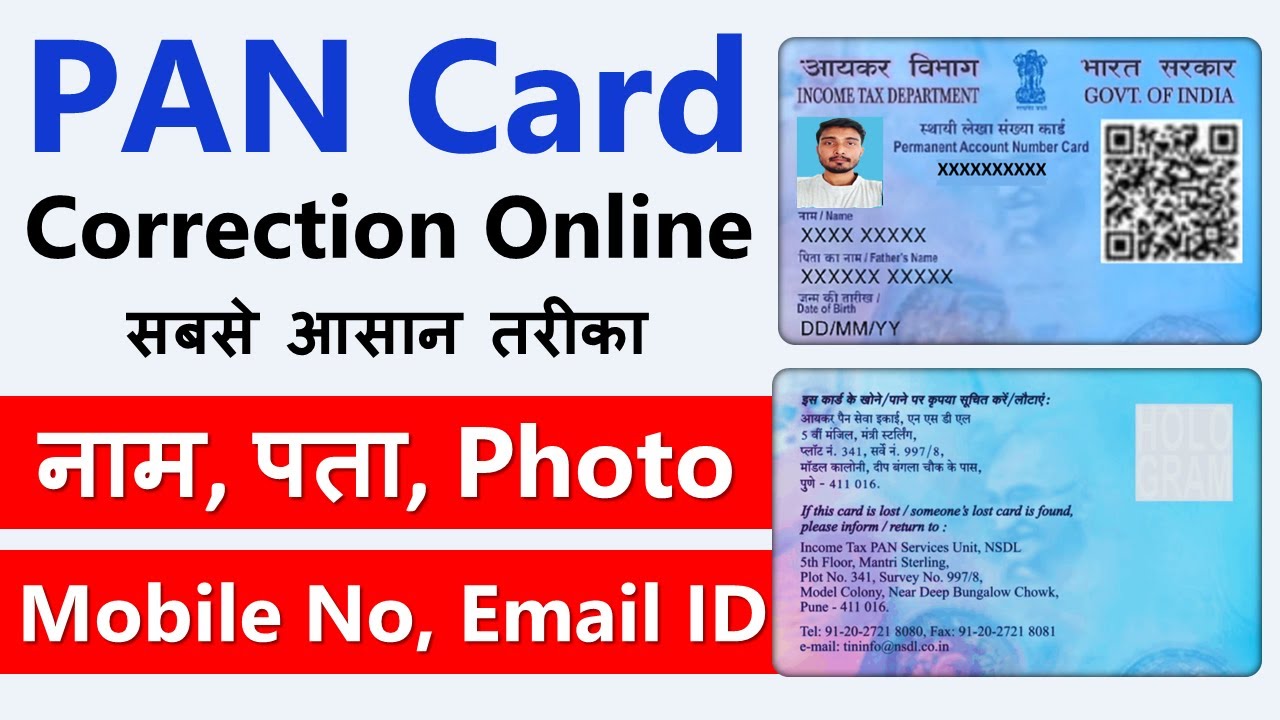 PAN Card
Correction Online
सबसे आसान तरीका
नाम, पता, Photo
Mobile No, Email ID
आयकर विभाग
INCOME TAX DEPARTMENT
भारत सरकार
GOVT. OF INDIA
स्थायी लेखा संख्या कार्ड
Permanent Account Number Card
XXXXXXXXXX
नाम / Name
XXXX XXXXX
पिता का नाम / Father's Name
XXXXXX XXXXX
जन्म की तारीख /
Date of Birth
DD/MM/YY
इस कार्ड के खोने/पाने पर कृपया सूचित करें/लौटाएं :
आयकर पैन सेवा इकाई, एन एस डी एल
5 वीं मंजिल, मंत्री स्टर्लिंग,
प्लॉट नं. 341, सर्वे नं. 997/8,
मॉडल कालोनी, दीप बंगला चौक के पास,
पुणे - 411 016.
If this card is lost / someone's lost card is found,
please inform / return to :
Income Tax PAN Services Unit, NSDL
5th Floor, Mantri Sterling,
Plot No. 341, Survey No. 997/8,
Model Colony, Near Deep Bungalow Chowk,
Pune - 411 016.
Tel: 91-20-2721 8080, Fax: 91-20-2721 8081
e-mail: tininfo@nsdl.co.in
HOLO
GRAM